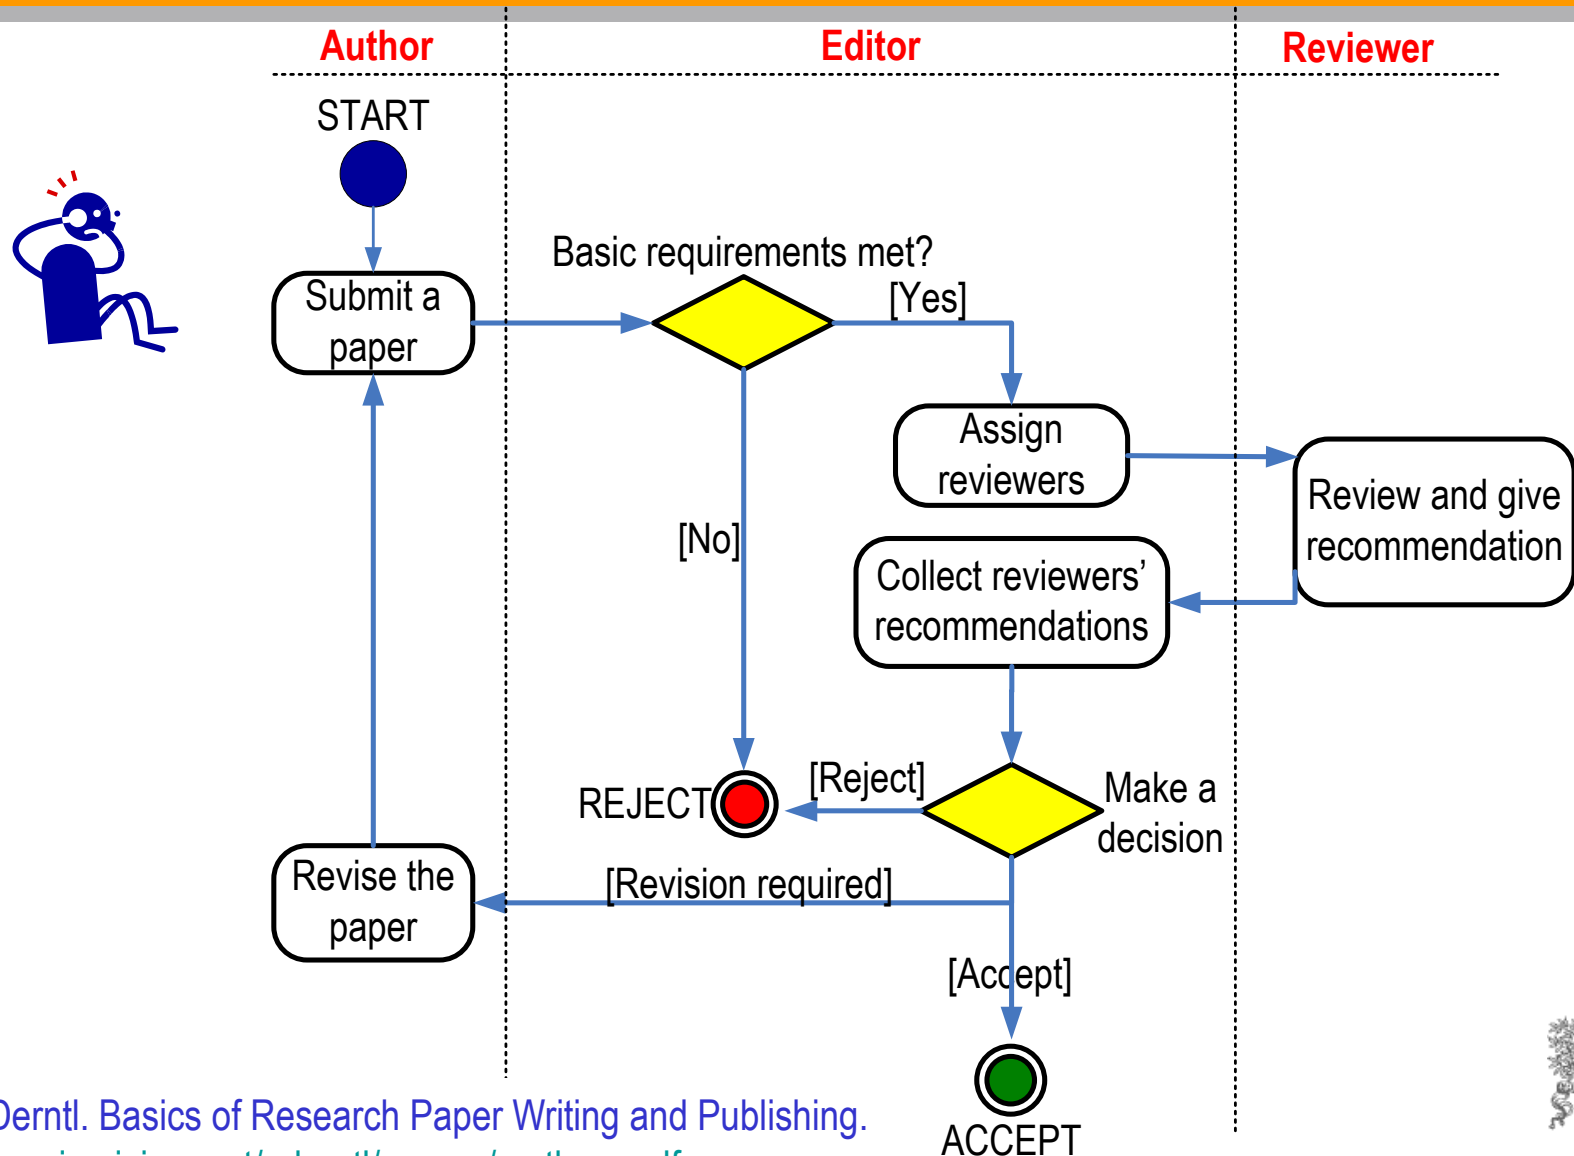 Author
Editor
Reviewer
START
Basic requirements met?
[Yes]
Submit a
paper
Assign
reviewers
Review and give
recommendation
[No]
Collect reviewers’
recommendations
[Reject]
REJECT
Make a
decision
Revise the
paper
[Revision required]
[Accept]
ACCEPT
Derntl. Basics of Research Paper Writing and Publishing.